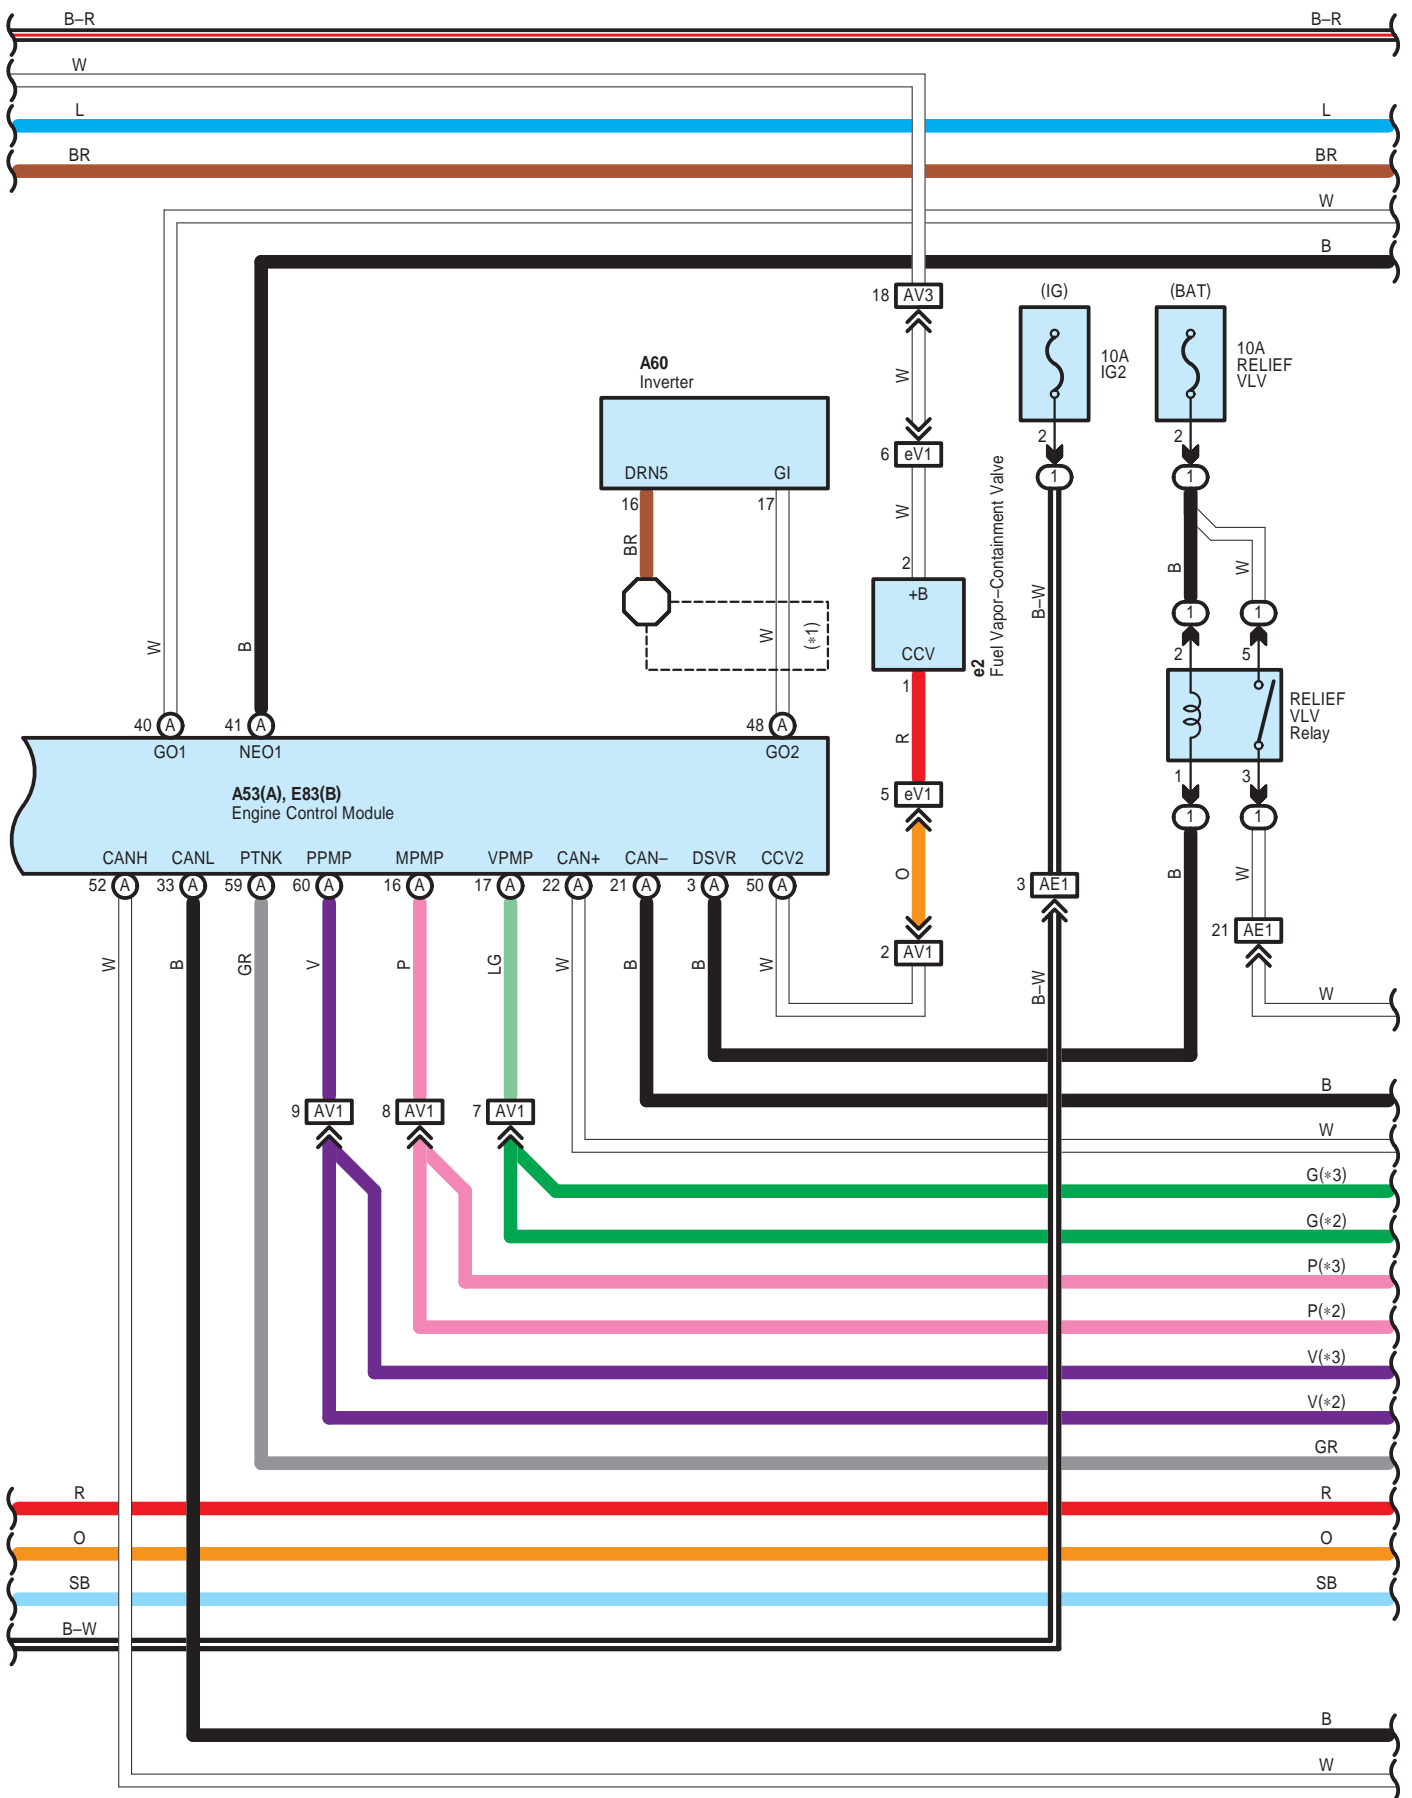 B–R B–R
W
L L
BR BR
W
B
18 AV3
(IG) (BAT)
10A
IG2
10A
RELIEF
VLV
A60
Inverter
W
2 2
6 eV1
1 1
DRN5 GI
16 17
BR
W
Fuel Vapor–Containment Valve
e2
2
+B
CCV
1
B–W
B W
1 1
2 5
W B
W (∗1)
RELIEF
VLV
Relay
40 A 41 A 48 A
GO1 NEO1 GO2
R
1 3
1 1
5 eV1
A53(A), E83(B)
Engine Control Module
CANH CANL PTNK PPMP MPMP VPMP CAN+ CAN– DSVR CCV2
52 A 33 A 59 A 60 A 16 A 17 A 22 A 21 A 3 A 50 A
O
3 AE1
B W
21 AE1
2 AV1
W B GR V P LG W B B W
B–W
W
B
9 AV1 8 AV1 7 AV1
W
G(∗3)
G(∗2)
P(∗3)
P(∗2)
V(∗3)
V(∗2)
GR
R R
O O
SB SB
B–W
B
W